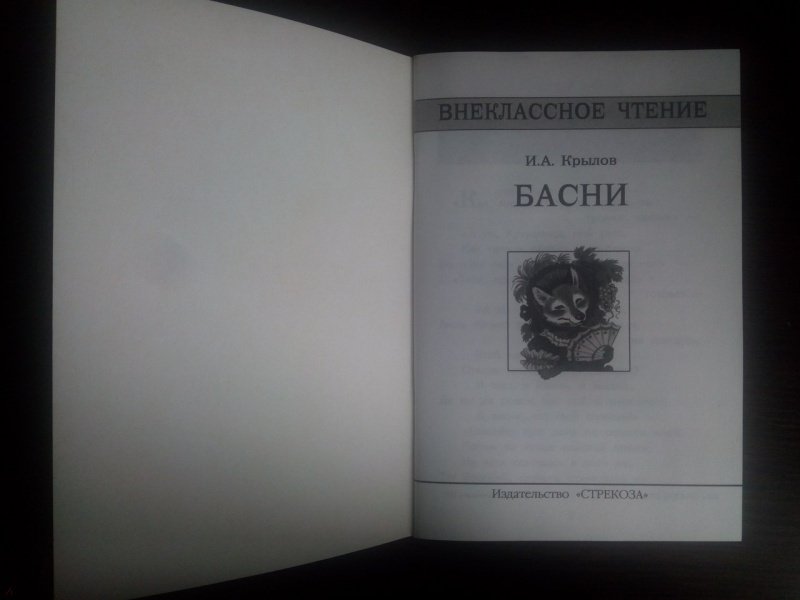 ВНЕКЛАССНОЕ ЧТЕНИЕ
И.А. Крылов
БАСНИ
Издательство «СТРЕКОЗА»